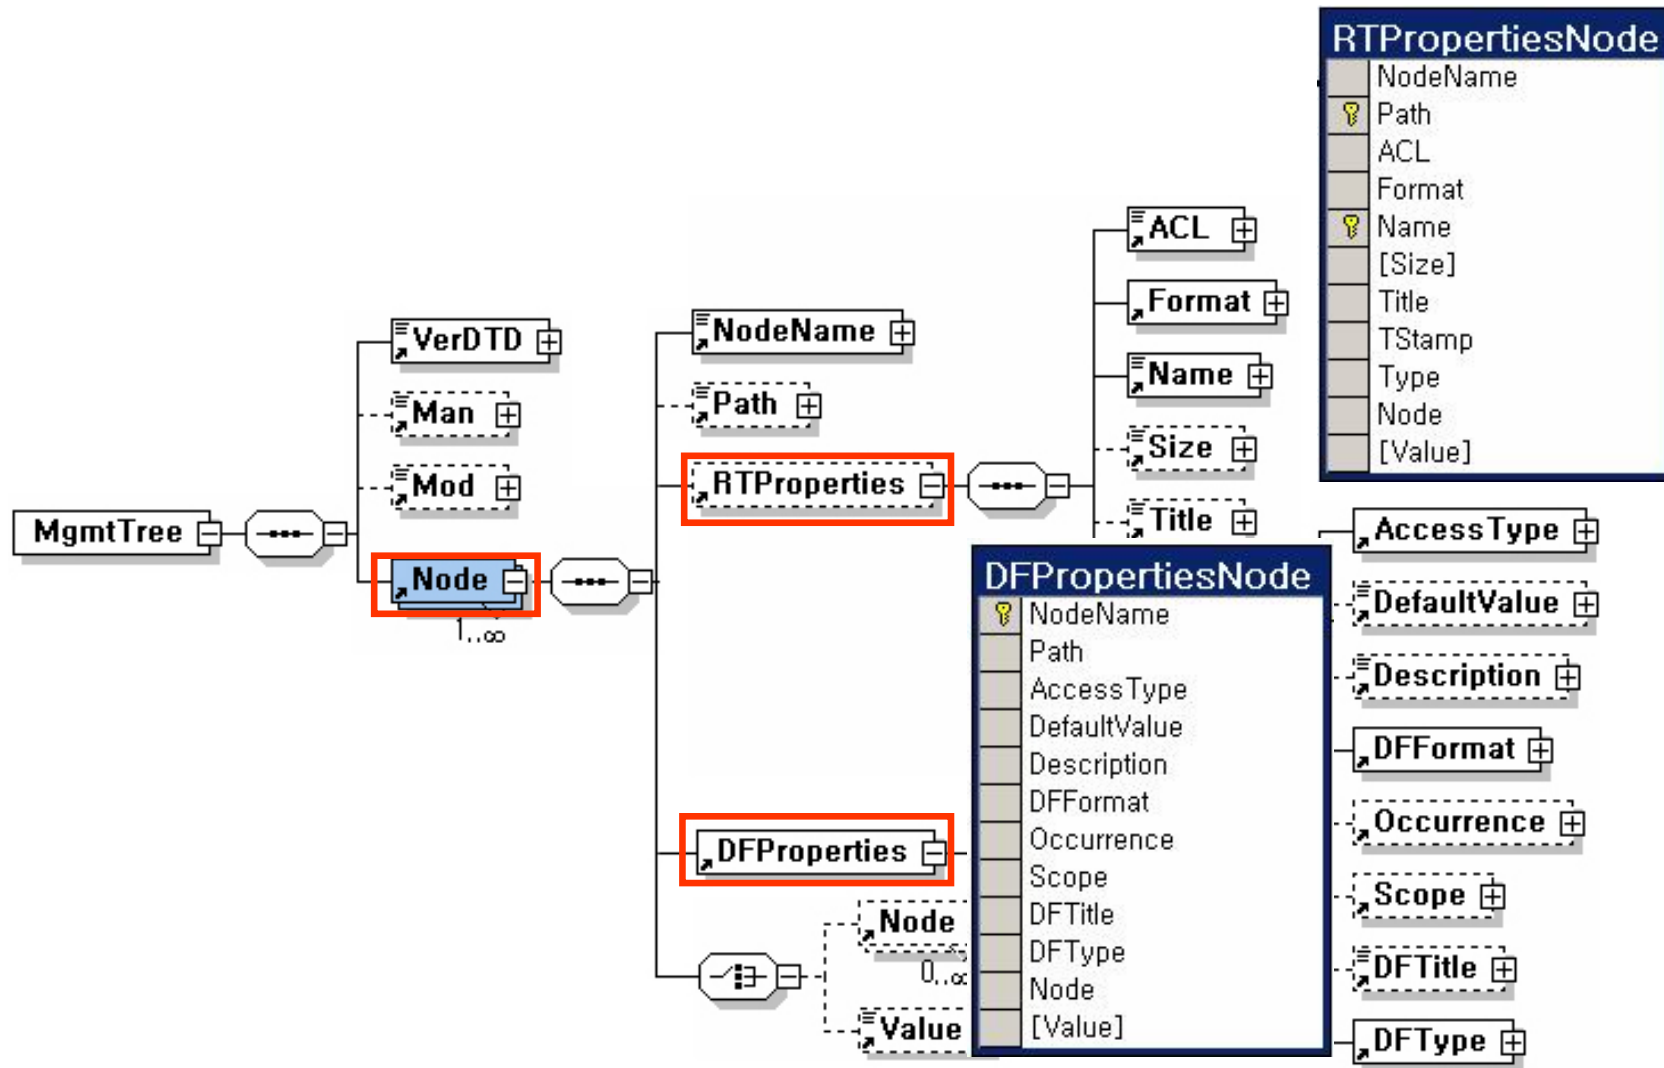 RTPropertiesNode
NodeName
Path
ACL
Format
Name
[Size]
Title
TStamp
Type
Node
[Value]
MgmtTree
VerDTD
Man
Mod
Node
1..∞
NodeName
Path
RTProperties
DFProperties
Node
0..∞
Value
ACL
Format
Name
Size
Title
DFPropertiesNode
NodeName
Path
AccessType
DefaultValue
Description
DFFormat
Occurrence
Scope
DFTitle
DFType
Node
[Value]
AccessType
DefaultValue
Description
DFFormat
Occurrence
Scope
DFTitle
DFType